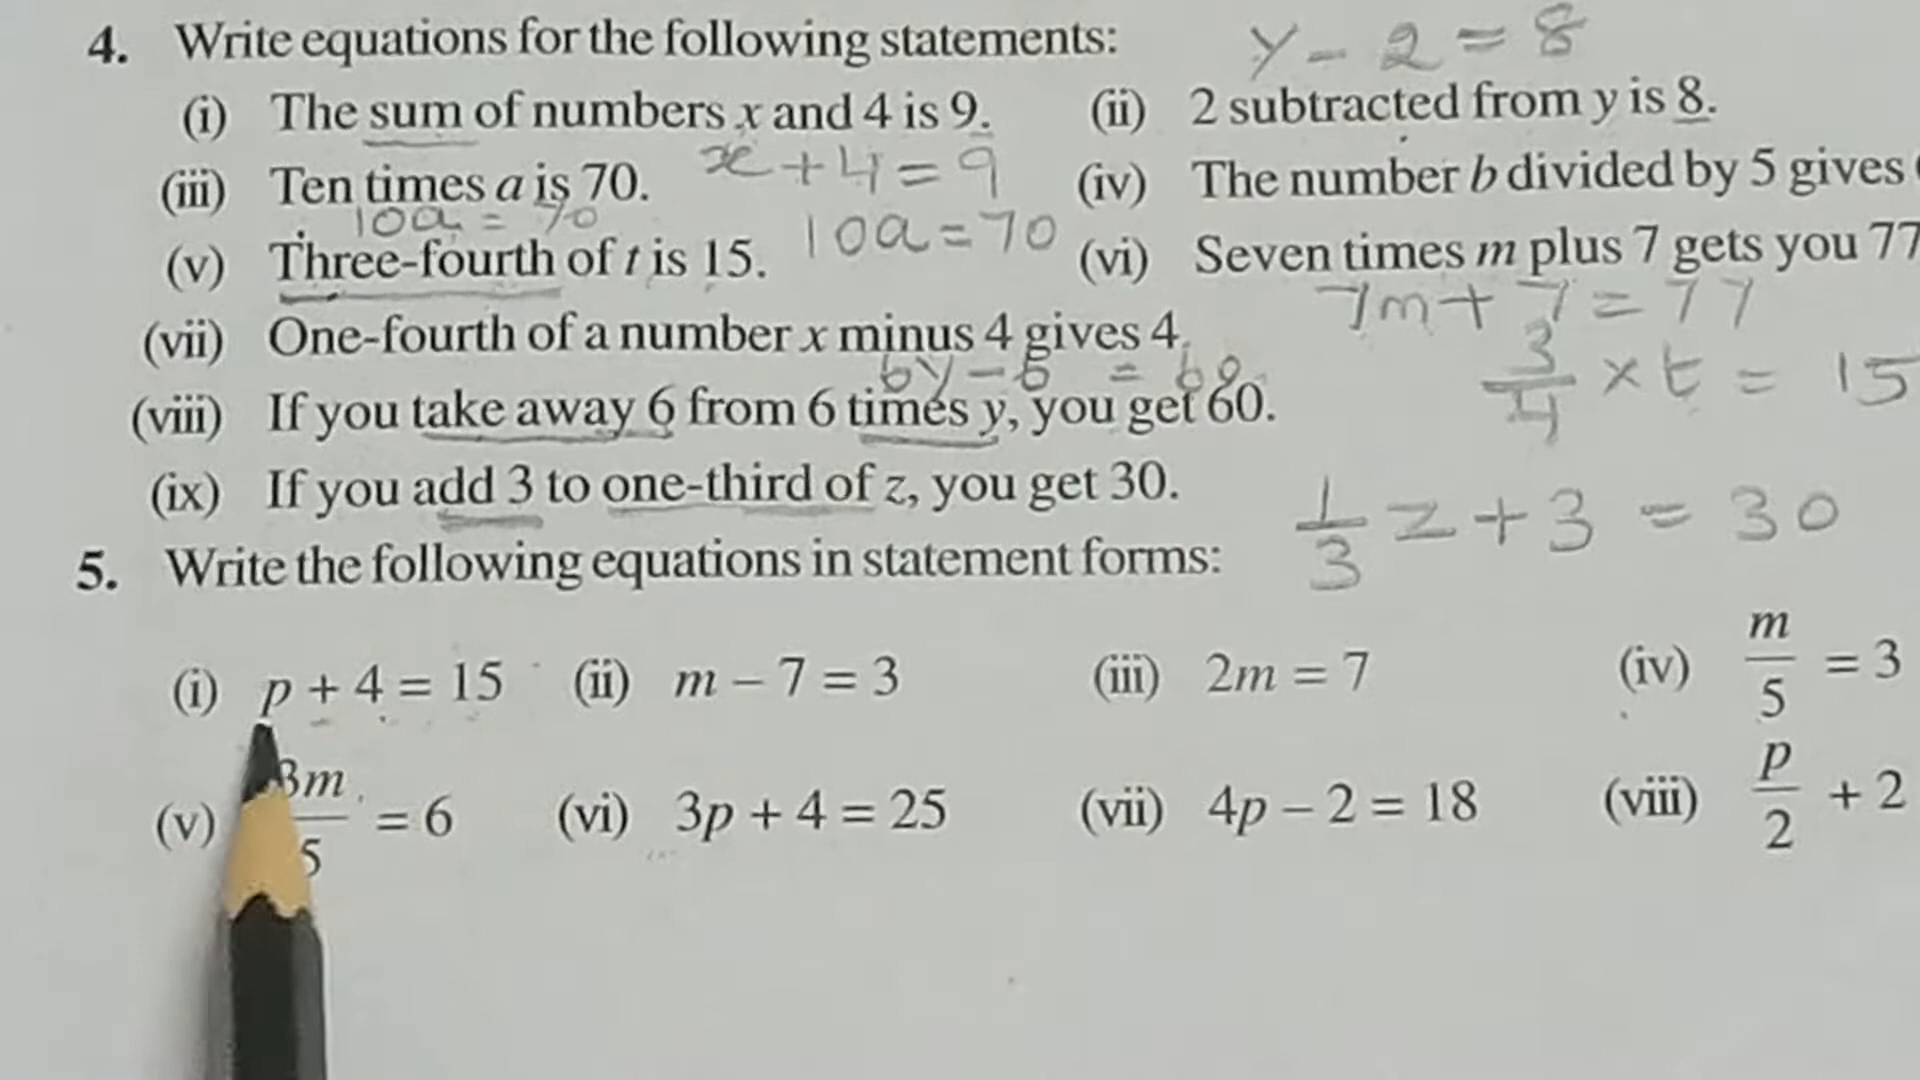 4. Write equations for the following statements: y - 2 = 8
(i) The sum of numbers x and 4 is 9. (ii) 2 subtracted from y is 8.
x + 4 = 9
(iii) Ten times a is 70. (iv) The number b divided by 5 gives
10a = 70 10a = 70
(v) Three-fourth of t is 15. (vi) Seven times m plus 7 gets you 77
7m + 7 = 77
(vii) One-fourth of a number x minus 4 gives 4.
6y - 6 = 60 3/4 × t = 15
(viii) If you take away 6 from 6 times y, you get 60.
(ix) If you add 3 to one-third of z, you get 30. 1/3 z + 3 = 30
5. Write the following equations in statement forms:
(i) p + 4 = 15 (ii) m – 7 = 3 (iii) 2m = 7 (iv) m/5 = 3
(v) 3m/5 = 6 (vi) 3p + 4 = 25 (vii) 4p – 2 = 18 (viii) p/2 + 2